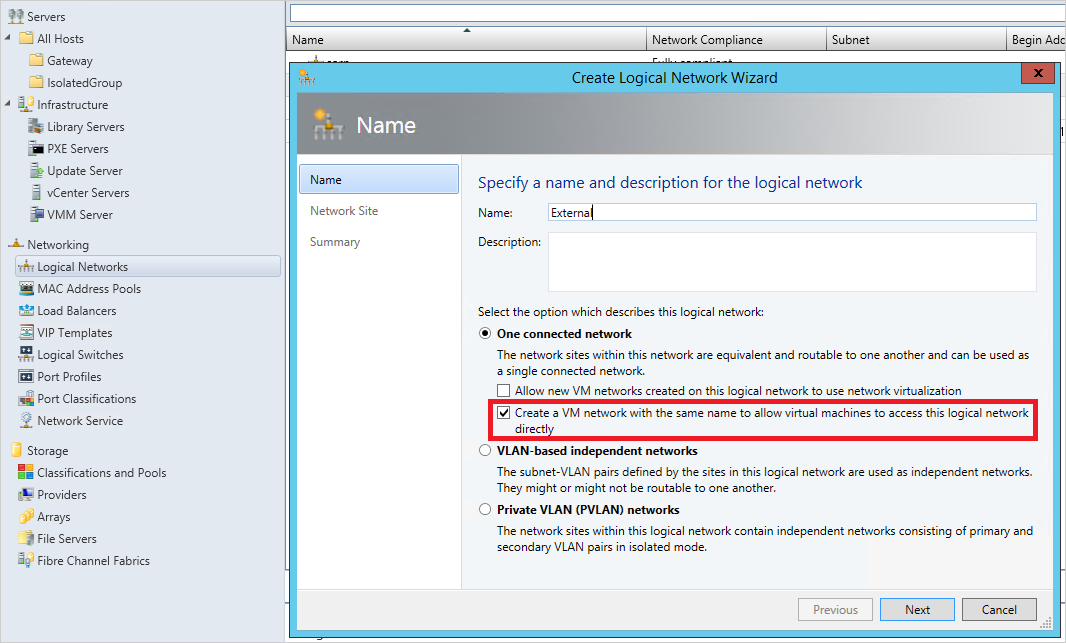 Servers
All Hosts
Gateway
IsolatedGroup
Infrastructure
Library Servers
PXE Servers
Update Server
vCenter Servers
VMM Server
Networking
Logical Networks
MAC Address Pools
Load Balancers
VIP Templates
Logical Switches
Port Profiles
Port Classifications
Network Service
Storage
Classifications and Pools
Providers
Arrays
File Servers
Fibre Channel Fabrics
Name Network Compliance Subnet Begin Add
Create Logical Network Wizard
x
Name
Name
Network Site
Summary
Specify a name and description for the logical network
Name: External
Description:
Select the option which describes this logical network:
One connected network
The network sites within this network are equivalent and routable to one another and can be used as
a single connected network.
Allow new VM networks created on this logical network to use network virtualization
Create a VM network with the same name to allow virtual machines to access this logical network
directly
VLAN-based independent networks
The subnet-VLAN pairs defined by the sites in this logical network are used as independent networks.
They might or might not be routable to one another.
Private VLAN (PVLAN) networks
The network sites within this logical network contain independent networks consisting of primary and
secondary VLAN pairs in isolated mode.
Previous Next Cancel